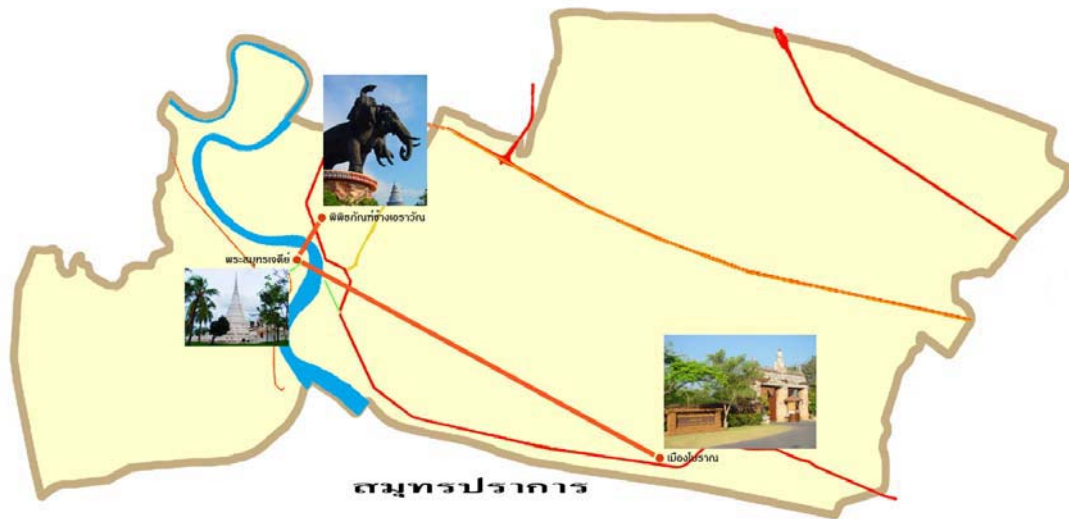 พิพิธภัณฑ์ช้างเอราวัณ
พระสมุทรเจดีย์
เมืองโบราณ
สมุทรปราการ